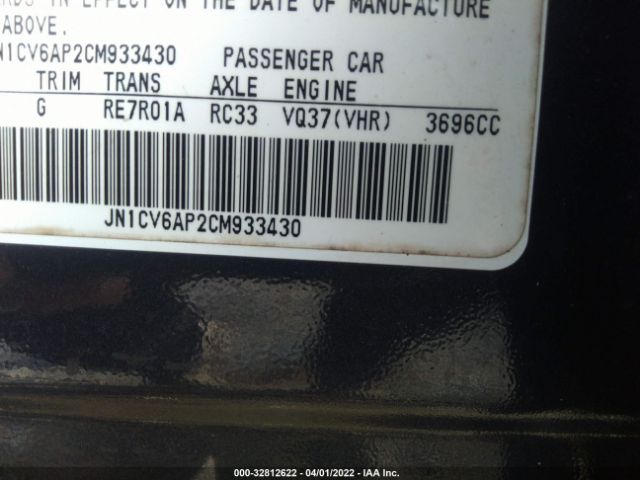 RDS IN EFFECT ON THE DATE OF MANUFACTURE
ABOVE.
N1CV6AP2CM933430 PASSENGER CAR
TRIM TRANS AXLE ENGINE
G RE7R01A RC33 VQ37(VHR) 3696CC
JN1CV6AP2CM933430
000-32812622 - 04/01/2022 - IAA Inc.